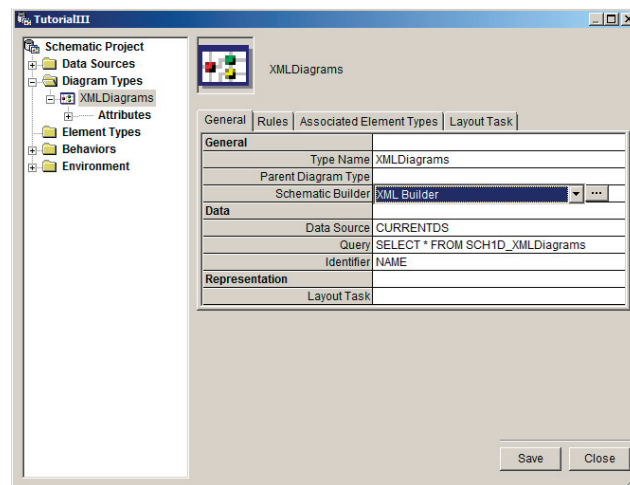 TutorialIII
Schematic Project
Data Sources
Diagram Types
XMLDiagrams
Attributes
Element Types
Behaviors
Environment
XMLDiagrams
General Rules Associated Element Types Layout Task
General
Type Name XMLDiagrams
Parent Diagram Type
Schematic Builder XML Builder ...
Data
Data Source CURRENTDS
Query SELECT * FROM SCH1D_XMLDiagrams
Identifier NAME
Representation
Layout Task
Save Close